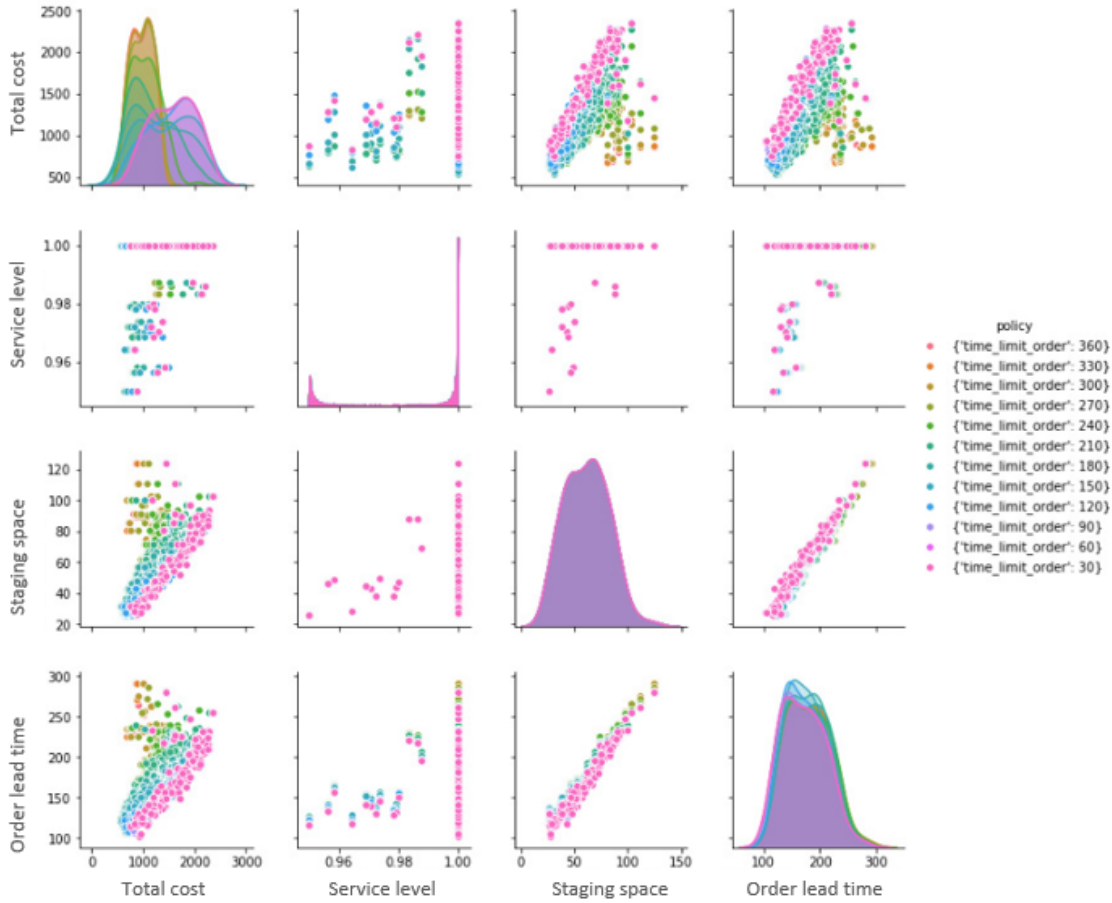 2500
2000
1500
1000
500
Total cost
1.00
0.98
0.96
Service level
policy
{'time_limit_order': 360}
{'time_limit_order': 330}
{'time_limit_order': 300}
{'time_limit_order': 270}
{'time_limit_order': 240}
{'time_limit_order': 210}
{'time_limit_order': 180}
{'time_limit_order': 150}
{'time_limit_order': 120}
{'time_limit_order': 90}
{'time_limit_order': 60}
{'time_limit_order': 30}
120
100
80
60
40
20
Staging space
300
250
200
150
100
Order lead time
0 1000 2000 3000 0.96 0.98 1.00 0 50 100 150 100 200 300
Total cost Service level Staging space Order lead time